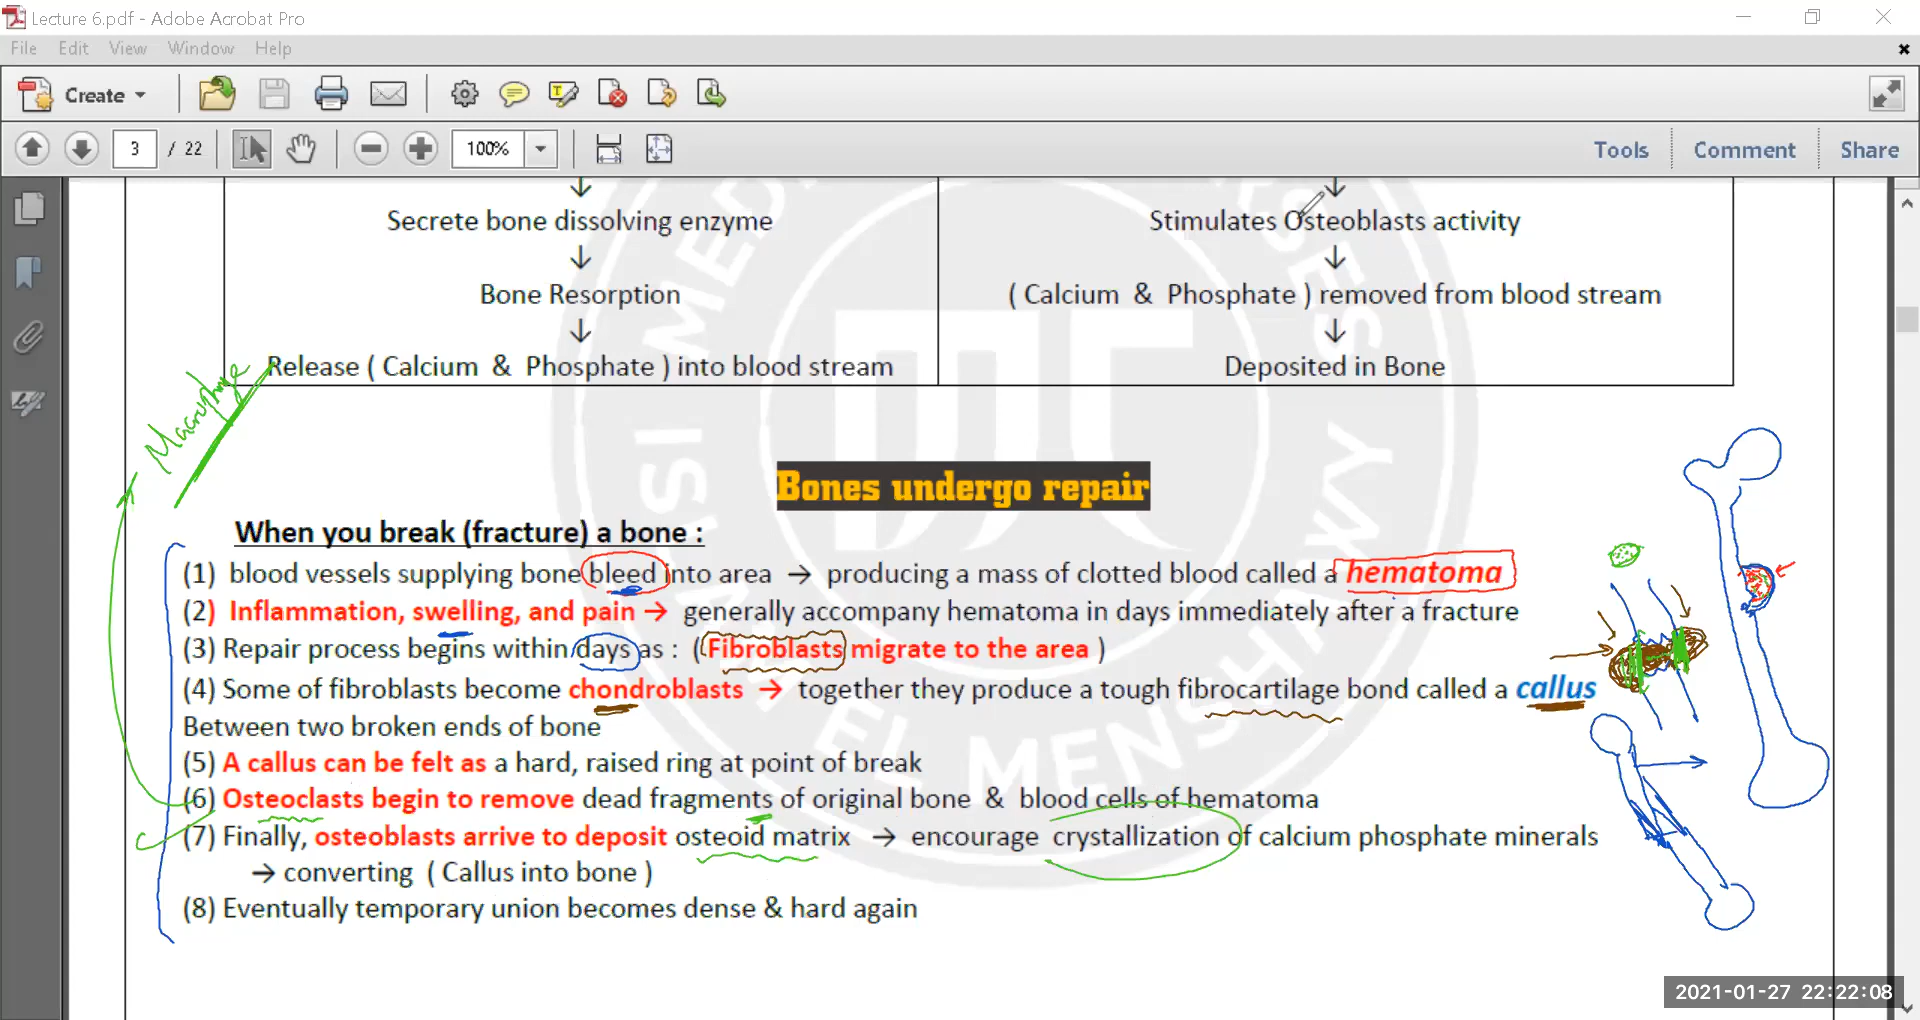 Lecture 6.pdf - Adobe Acrobat Pro
File Edit View Window Help
Create
3 / 22 100% Tools Comment Share
↓ ↓
Secrete bone dissolving enzyme
Stimulates Osteoblasts activity
↓ ↓
Bone Resorption
( Calcium & Phosphate ) removed from blood stream
↓ ↓
Release ( Calcium & Phosphate ) into blood stream
Deposited in Bone
Macrophage
Bones undergo repair
When you break (fracture) a bone :
(1) blood vessels supplying bone bleed into area → producing a mass of clotted blood called a hematoma
(2) Inflammation, swelling, and pain → generally accompany hematoma in days immediately after a fracture
(3) Repair process begins within days as : (Fibroblasts migrate to the area )
(4) Some of fibroblasts become chondroblasts → together they produce a tough fibrocartilage bond called a callus
Between two broken ends of bone
(5) A callus can be felt as a hard, raised ring at point of break
(6) Osteoclasts begin to remove dead fragments of original bone & blood cells of hematoma
(7) Finally, osteoblasts arrive to deposit osteoid matrix → encourage crystallization of calcium phosphate minerals
→ converting ( Callus into bone )
(8) Eventually temporary union becomes dense & hard again
MENSI MED
EL MENSHAWY
2021-01-27 22:22:08